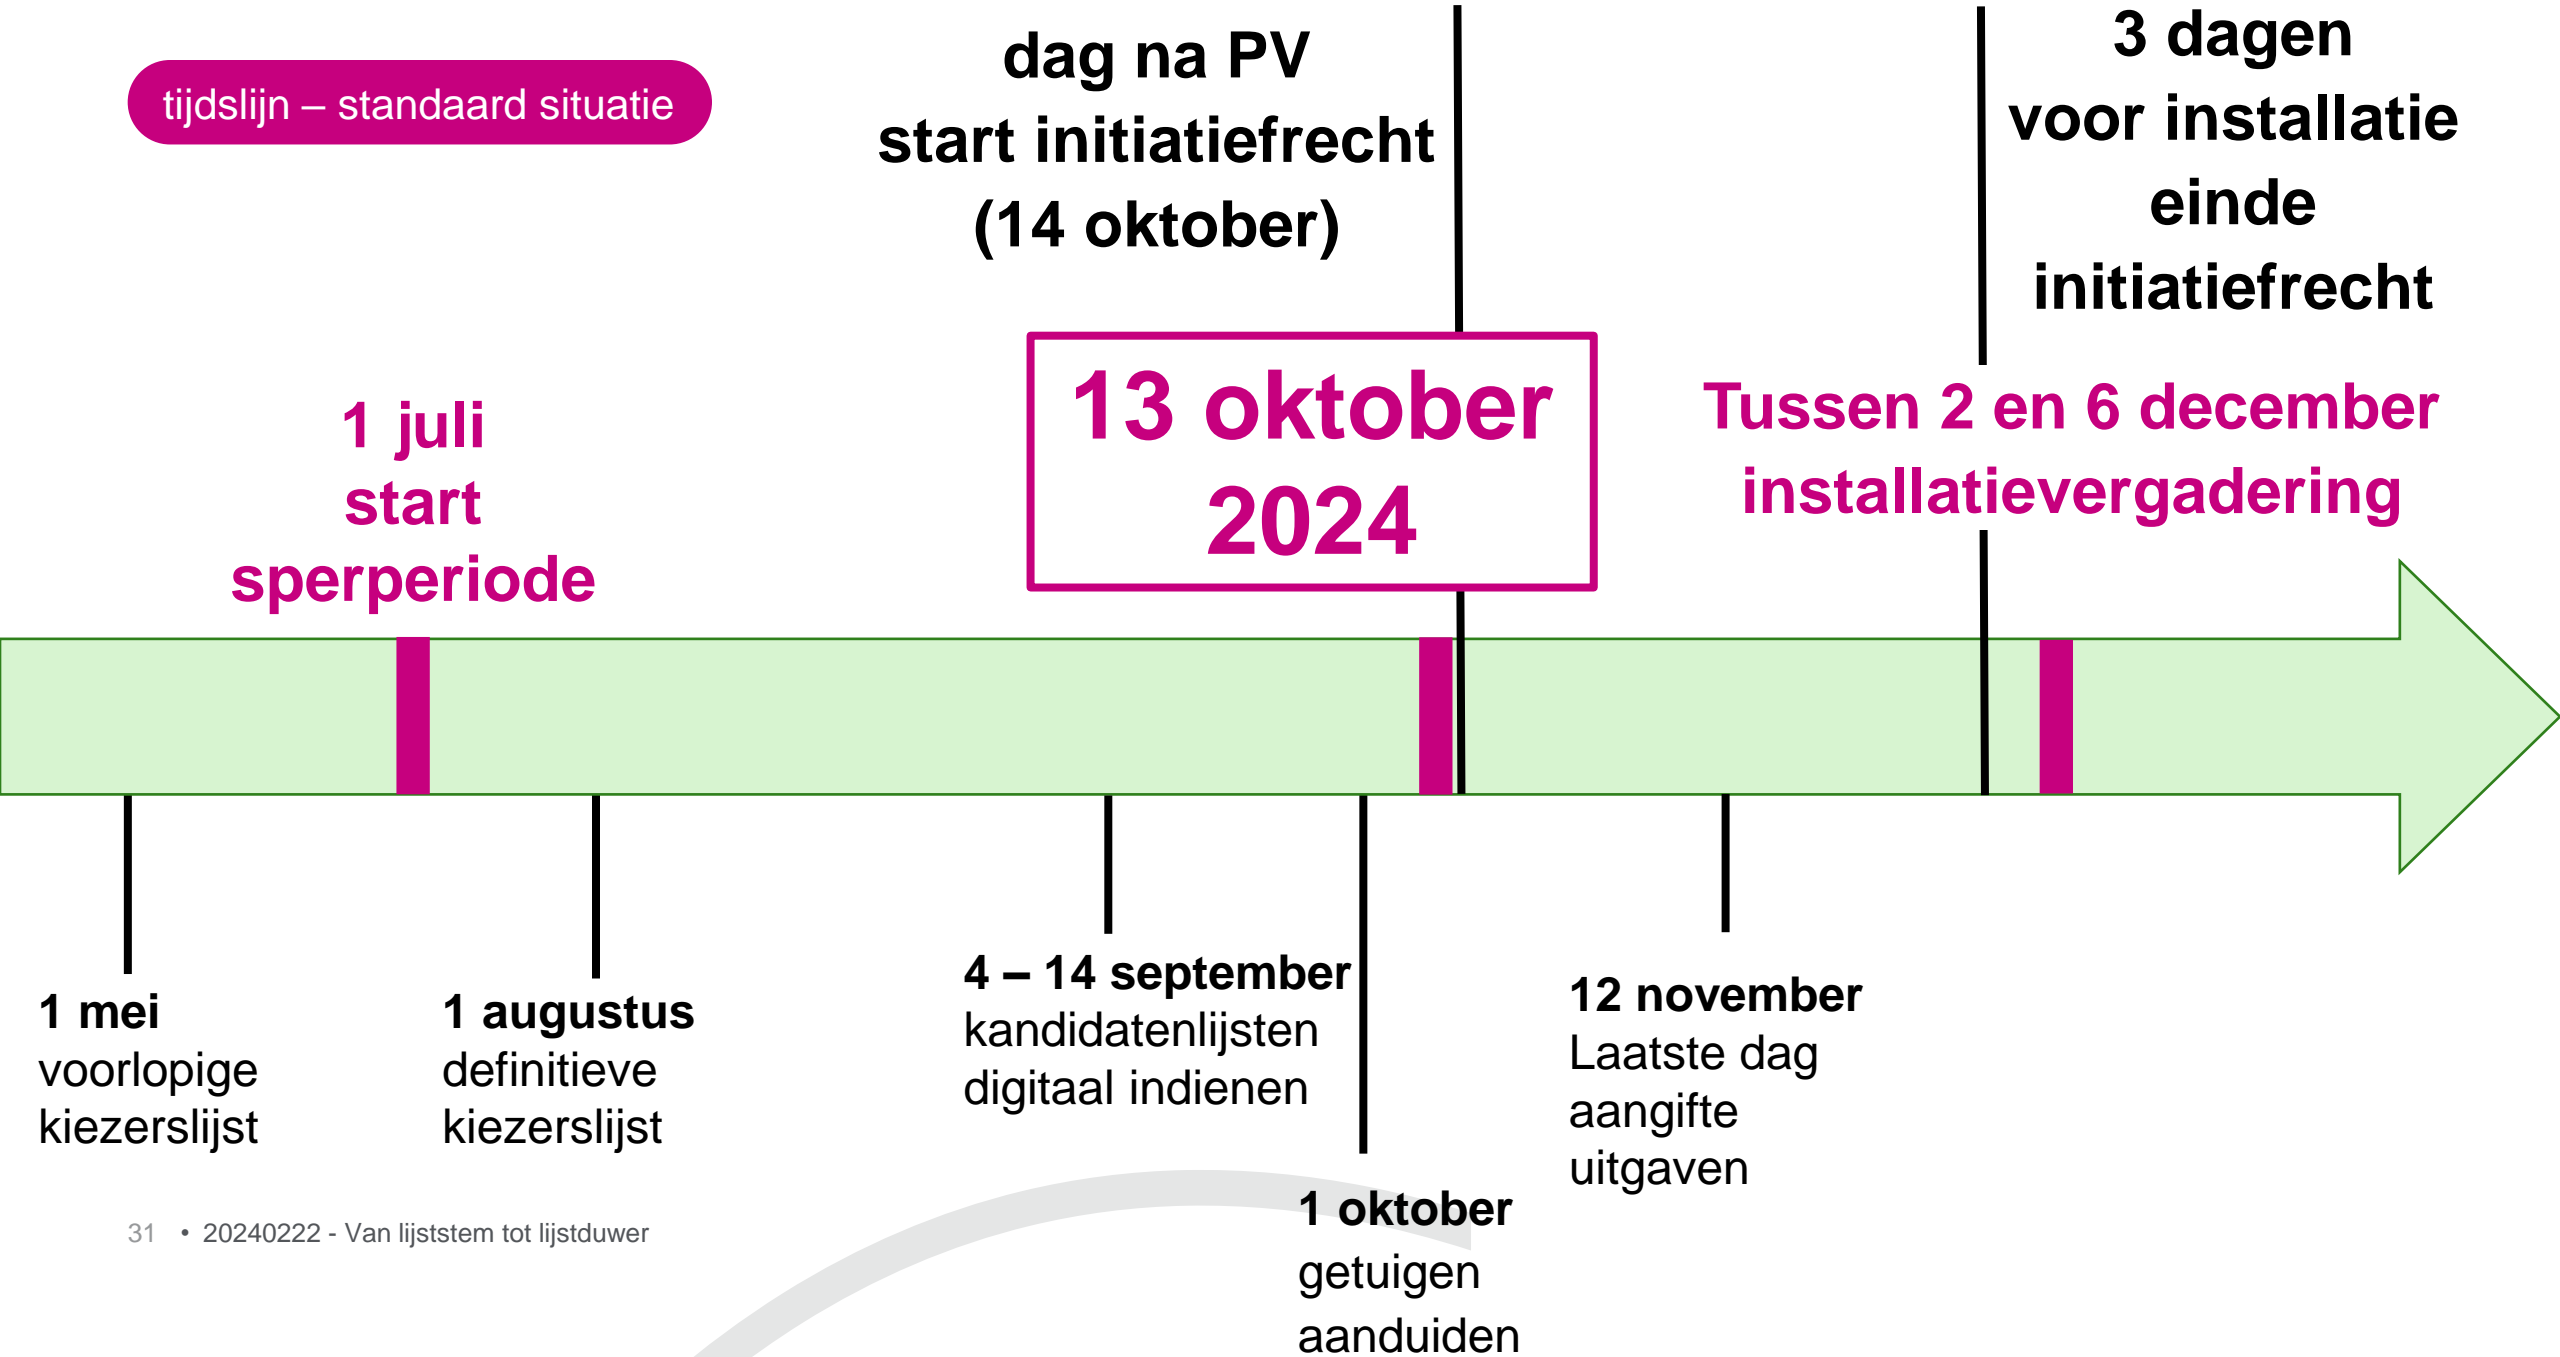 tijdslijn – standaard situatie
dag na PV
start initiatiefrecht
(14 oktober)
3 dagen
voor installatie
einde
initiatiefrecht
1 juli
start
sperperiode
13 oktober
2024
Tussen 2 en 6 december
installatievergadering
1 mei
voorlopige
kiezerslijst
1 augustus
definitieve
kiezerslijst
4 – 14 september
kandidatenlijsten
digitaal indienen
1 oktober
getuigen
aanduiden
12 november
Laatste dag
aangifte
uitgaven
31 • 20240222 - Van lijststem tot lijstduwer